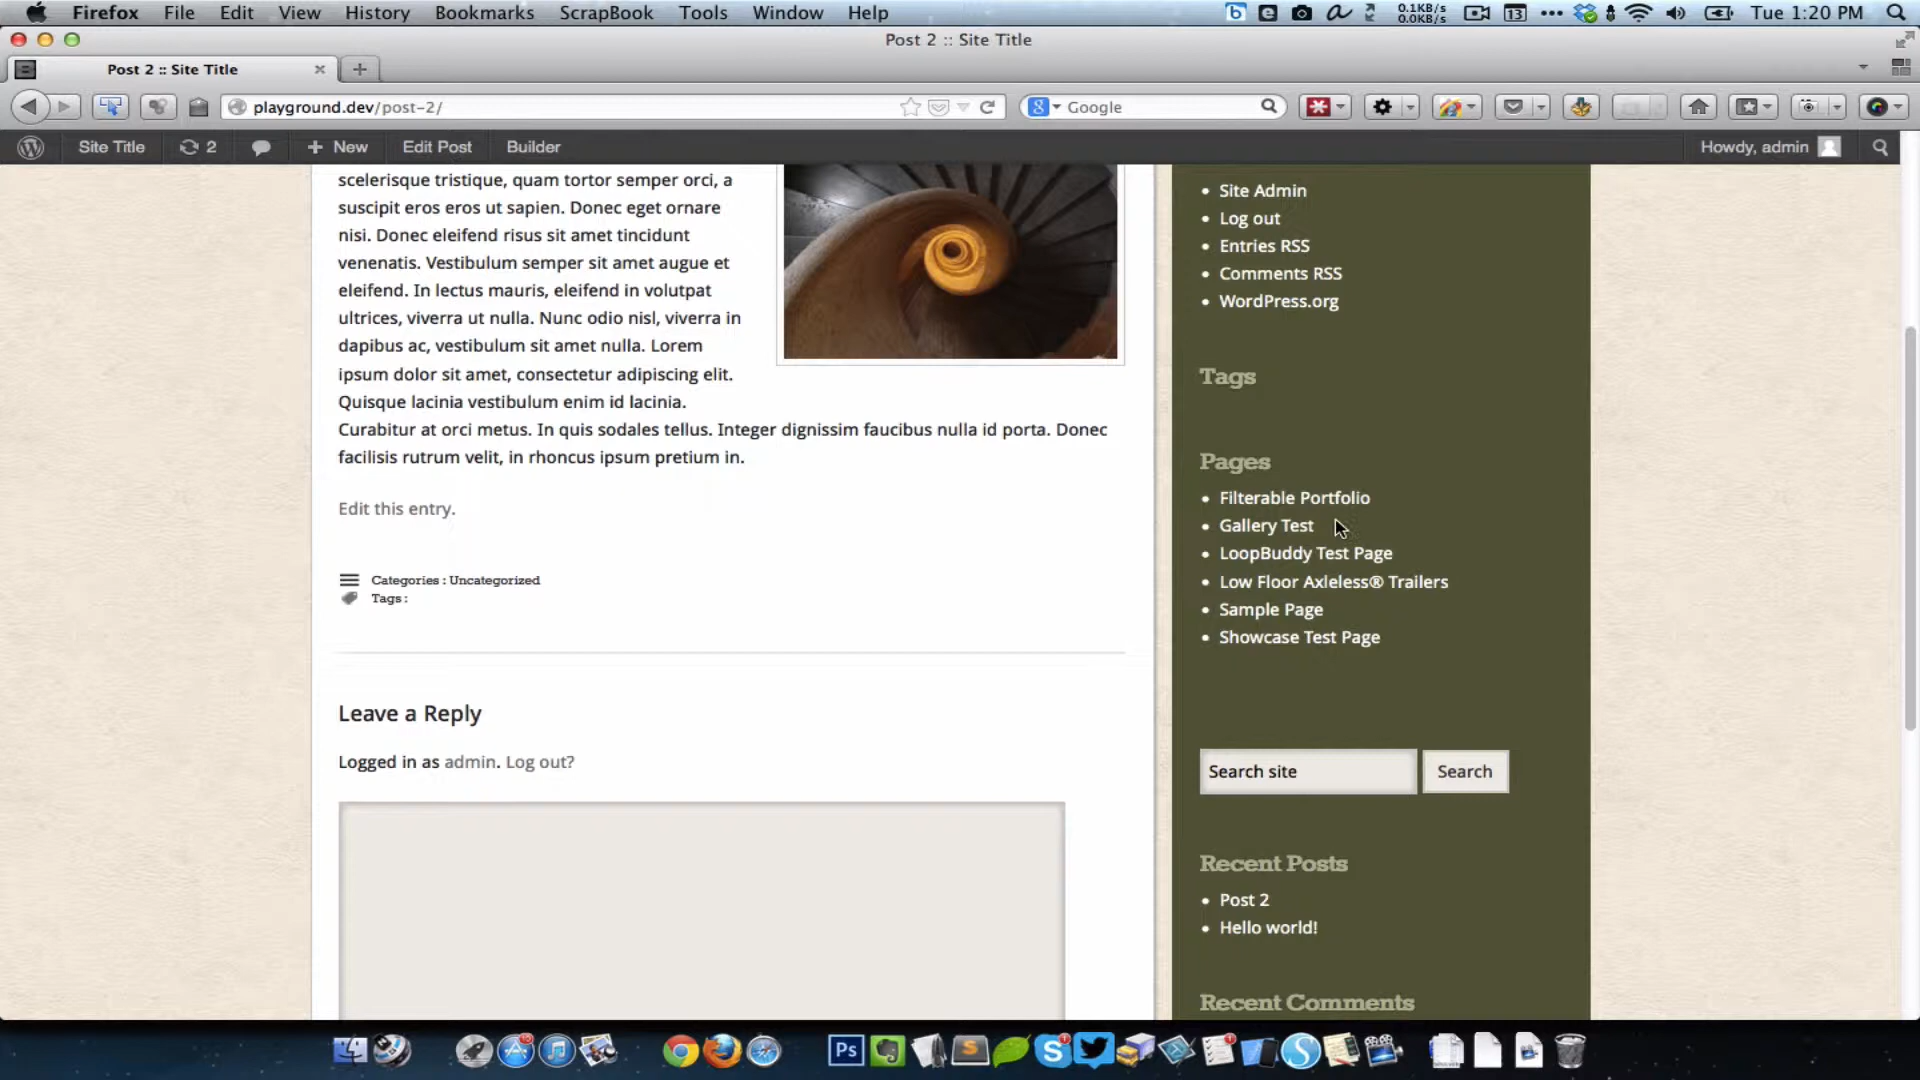 Firefox File Edit View History Bookmarks ScrapBook Tools Window Help 0.1KB/s 0.0KB/s 13 Tue 1:20 PM
Post 2 :: Site Title
Post 2 :: Site Title
playground.dev/post-2/ Google
Site Title 2 New Edit Post Builder Howdy, admin
scelerisque tristique, quam tortor semper orci, a
suscipit eros eros ut sapien. Donec eget ornare
nisi. Donec eleifend risus sit amet tincidunt
venenatis. Vestibulum semper sit amet augue et
eleifend. In lectus mauris, eleifend in volutpat
ultrices, viverra ut nulla. Nunc odio nisl, viverra in
dapibus ac, vestibulum sit amet nulla. Lorem
ipsum dolor sit amet, consectetur adipiscing elit.
Quisque lacinia vestibulum enim id lacinia.
Curabitur at orci metus. In quis sodales tellus. Integer dignissim faucibus nulla id porta. Donec
facilisis rutrum velit, in rhoncus ipsum pretium in.
Edit this entry.
Categories : Uncategorized
Tags :
Leave a Reply
Logged in as admin. Log out?
Site Admin
Log out
Entries RSS
Comments RSS
WordPress.org
Tags
Pages
Filterable Portfolio
Gallery Test
LoopBuddy Test Page
Low Floor Axleless® Trailers
Sample Page
Showcase Test Page
Search site Search
Recent Posts
Post 2
Hello world!
Recent Comments
Ps